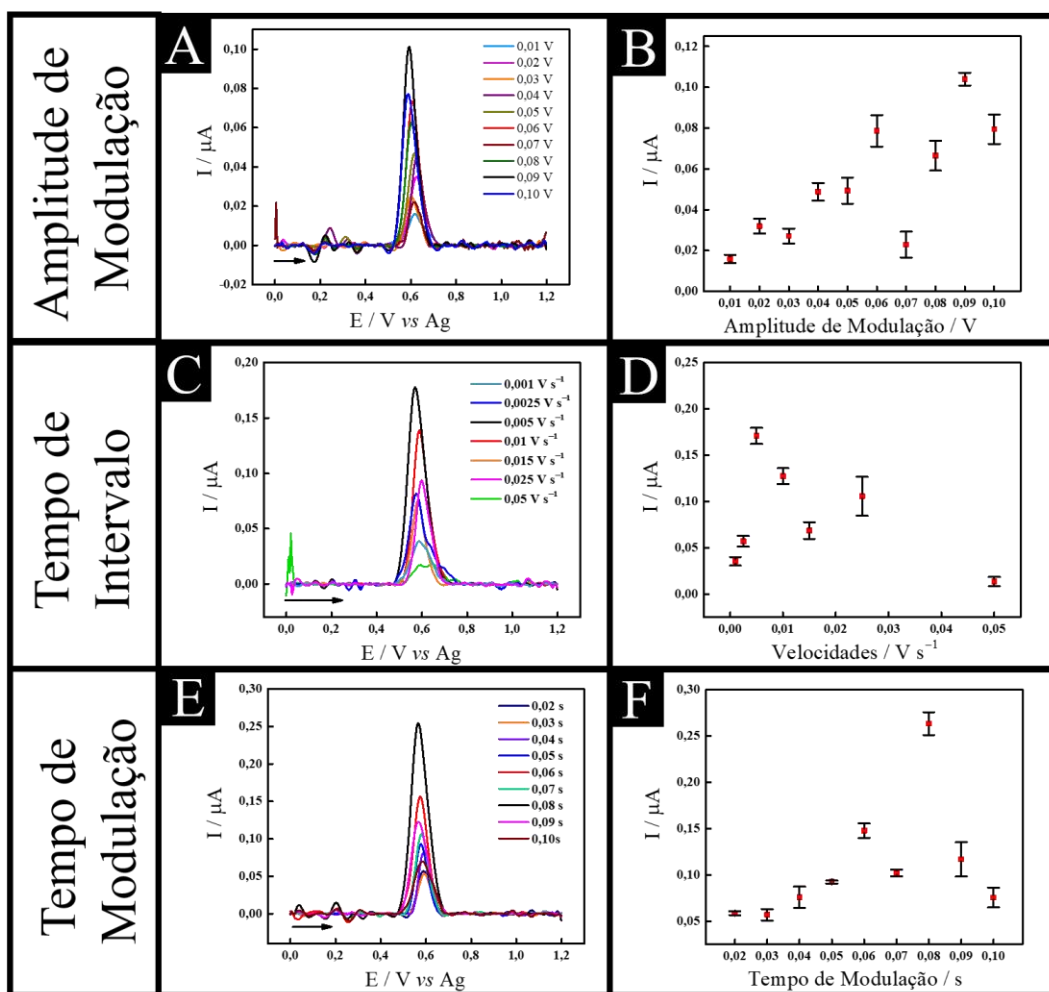 Amplitude de
Modulação
A
I / µA
0,10
0,08
0,06
0,04
0,02
0,00
-0,02
0,01 V
0,02 V
0,03 V
0,04 V
0,05 V
0,06 V
0,07 V
0,08 V
0,09 V
0,10 V
0,0 0,2 0,4 0,6 0,8 1,0 1,2
E / V vs Ag
B
I / µA
0,12
0,10
0,08
0,06
0,04
0,02
0,00
0,01 0,02 0,03 0,04 0,05 0,06 0,07 0,08 0,09 0,10
Amplitude de Modulação / V
Tempo de
Intervalo
C
I / µA
0,20
0,15
0,10
0,05
0,00
0,001 V s⁻¹
0,0025 V s⁻¹
0,005 V s⁻¹
0,01 V s⁻¹
0,015 V s⁻¹
0,025 V s⁻¹
0,05 V s⁻¹
0,0 0,2 0,4 0,6 0,8 1,0 1,2
E / V vs Ag
D
I / µA
0,25
0,20
0,15
0,10
0,05
0,00
0,00 0,01 0,02 0,03 0,04 0,05
Velocidades / V s⁻¹
Tempo de
Modulação
E
I / µA
0,30
0,25
0,20
0,15
0,10
0,05
0,00
0,02 s
0,03 s
0,04 s
0,05 s
0,06 s
0,07 s
0,08 s
0,09 s
0,10s
0,0 0,2 0,4 0,6 0,8 1,0 1,2
E / V vs Ag
F
I / µA
0,30
0,25
0,20
0,15
0,10
0,05
0,02 0,03 0,04 0,05 0,06 0,07 0,08 0,09 0,10
Tempo de Modulação / s